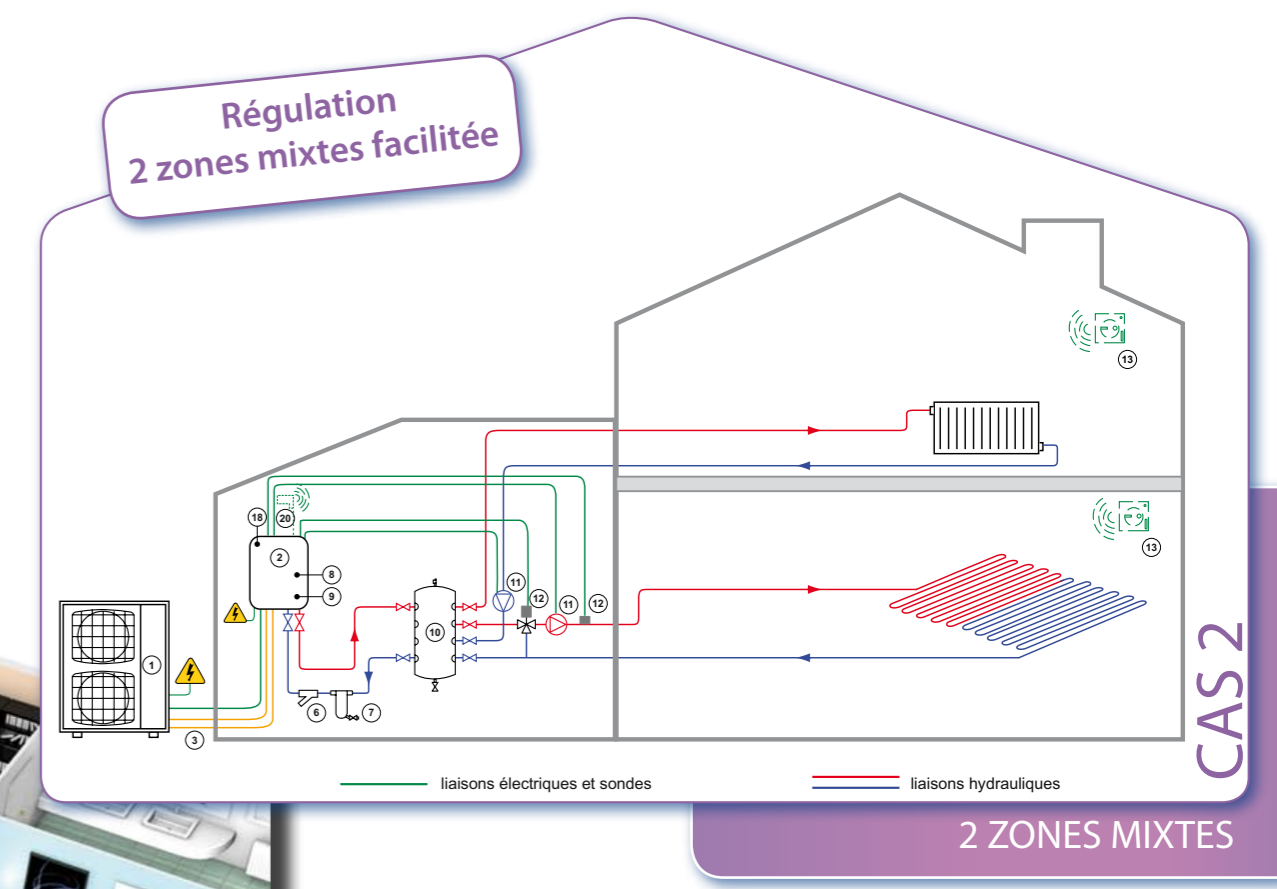 Régulation
2 zones mixtes facilitée
13
18
20
2
8
9
11
12
11
12
13
10
1
6
7
3
liaisons électriques et sondes
liaisons hydrauliques
CAS 2
2 ZONES MIXTES